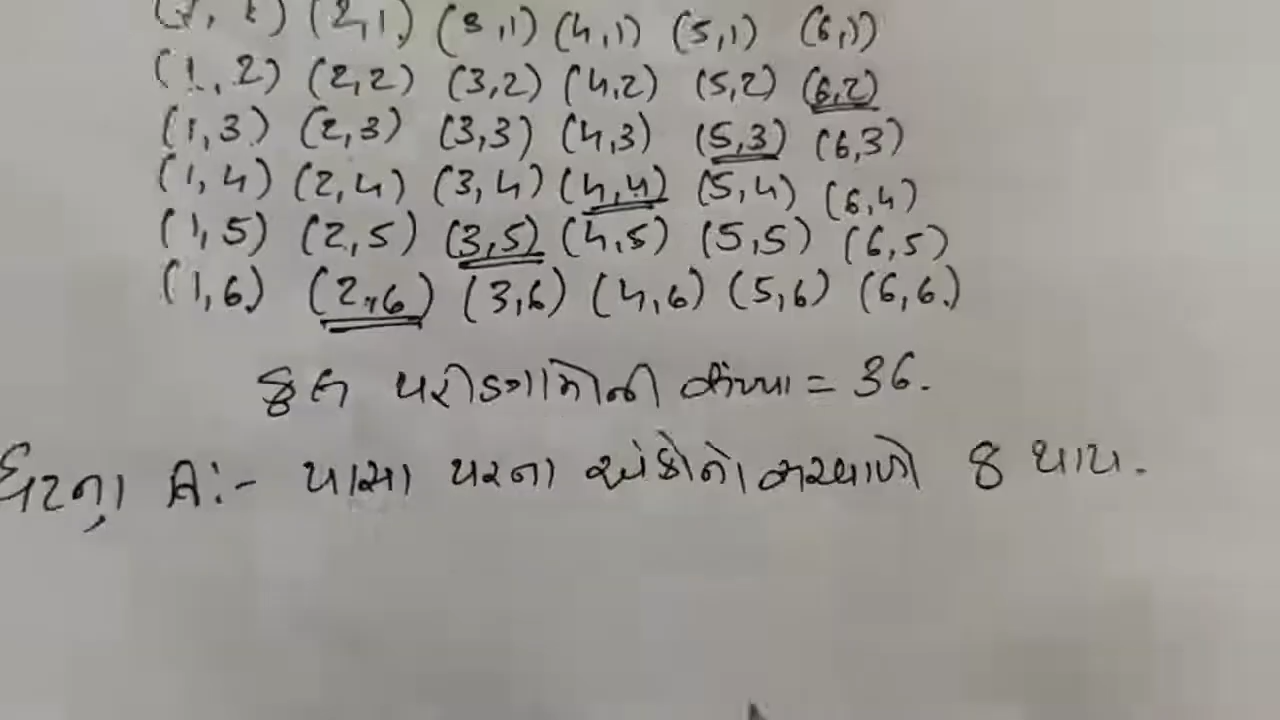 (1, 1) (2,1) (3,1) (4,1) (5,1) (6,1)
(1,2) (2,2) (3,2) (4,2) (5,2) (6,2)
(1,3) (2,3) (3,3) (4,3) (5,3) (6,3)
(1,4) (2,4) (3,4) (4,4) (5,4) (6,4)
(1,5) (2,5) (3,5) (4,5) (5,5) (6,5)
(1,6) (2,6) (3,6) (4,6) (5,6) (6,6)
કુલ પરીણામોની સંખ્યા = 36.
ઘટના A:- પાસા પરના અંકોનો સરવાળો 8 થાય.